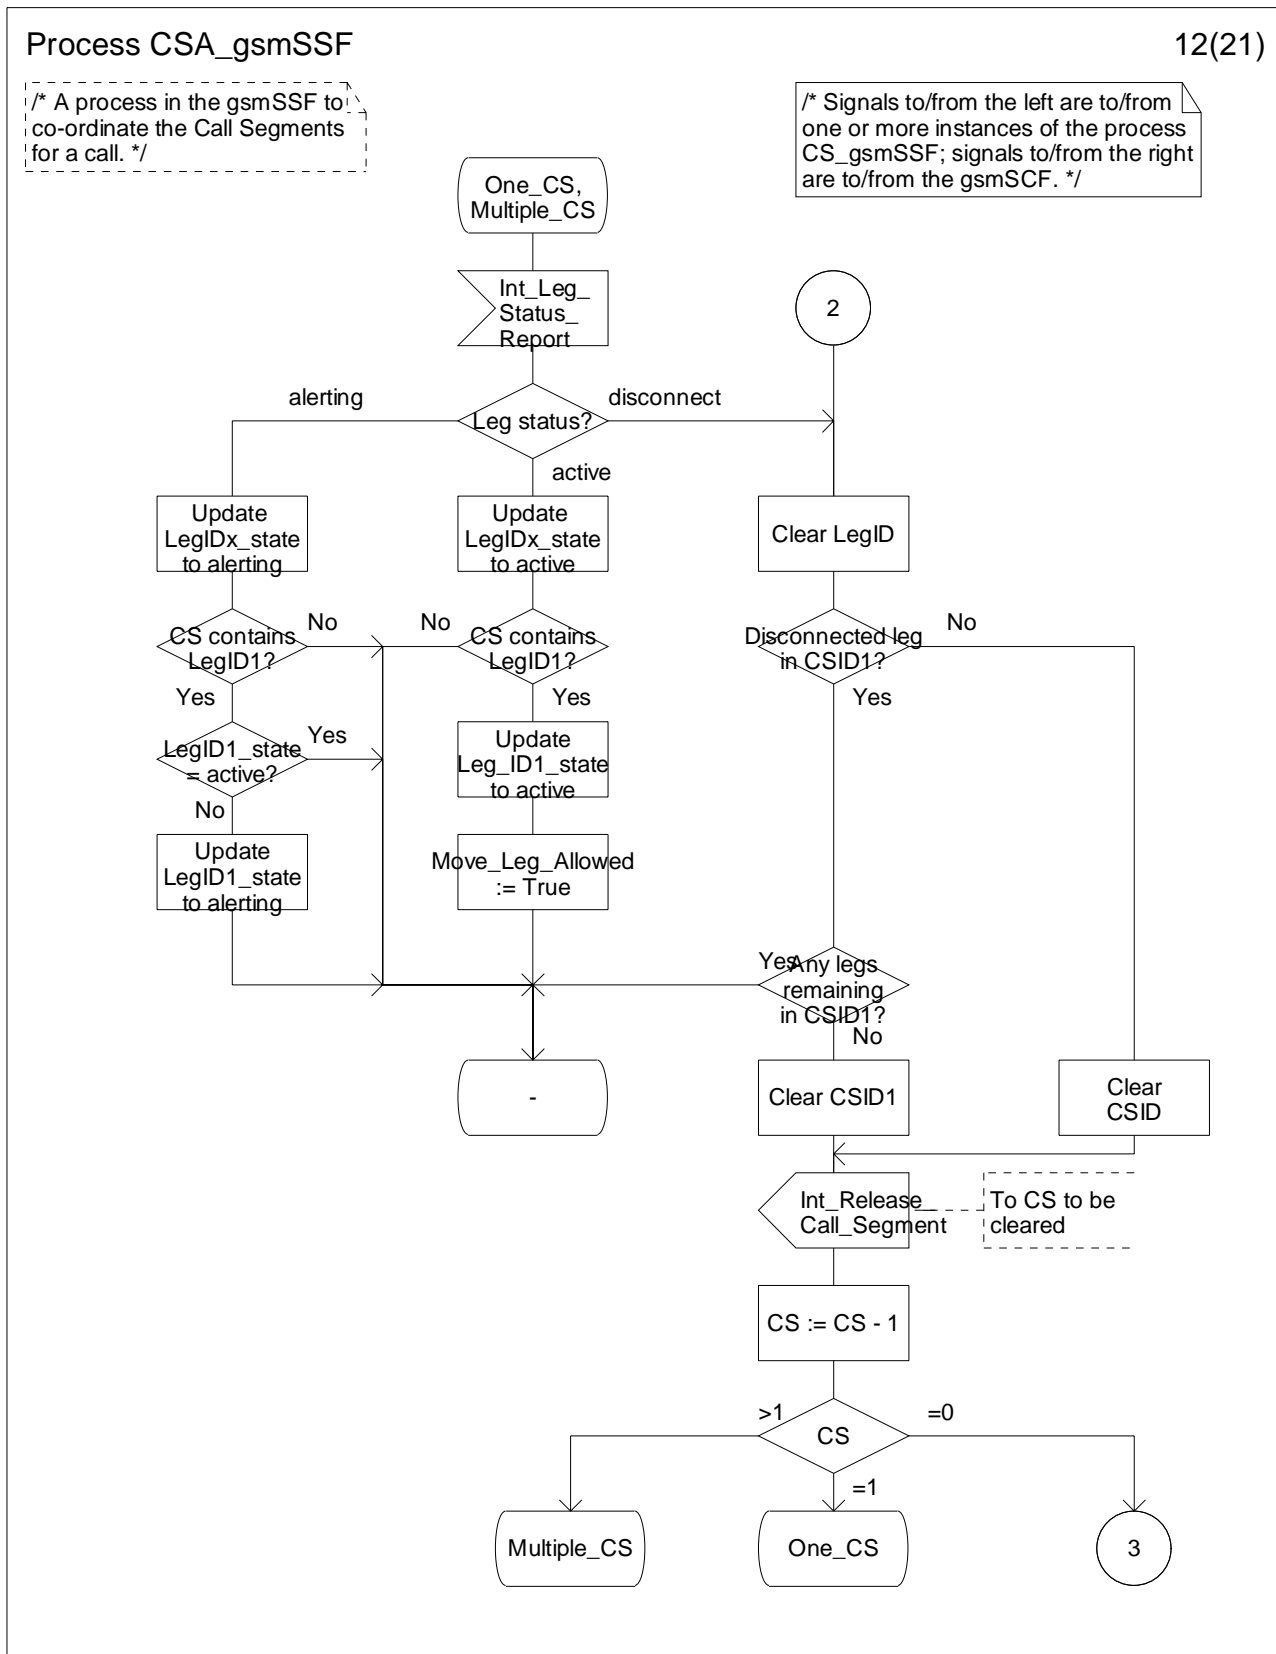 Process CSA_gsmSSF
12(21)
/* A process in the gsmSSF to
co-ordinate the Call Segments
for a call. */
/* Signals to/from the left are to/from
one or more instances of the process
CS_gsmSSF; signals to/from the right
are to/from the gsmSCF. */
One_CS,
Multiple_CS
Int_Leg_
Status_
Report
2
alerting
Leg status?
disconnect
active
Update
LegIDx_state
to alerting
Update
LegIDx_state
to active
Clear LegID
CS contains
LegID1?
No
Yes
No
CS contains
LegID1?
Yes
Disconnected leg
in CSID1?
No
Yes
LegID1_state
= active?
Yes
No
Update
Leg_ID1_state
to active
Update
LegID1_state
to alerting
Move_Leg_Allowed
:= True
Yes
Any legs
remaining
in CSID1?
No
-
Clear CSID1
Clear
CSID
Int_Release_
Call_Segment
To CS to be
cleared
CS := CS - 1
>1
CS
=0
=1
Multiple_CS
One_CS
3